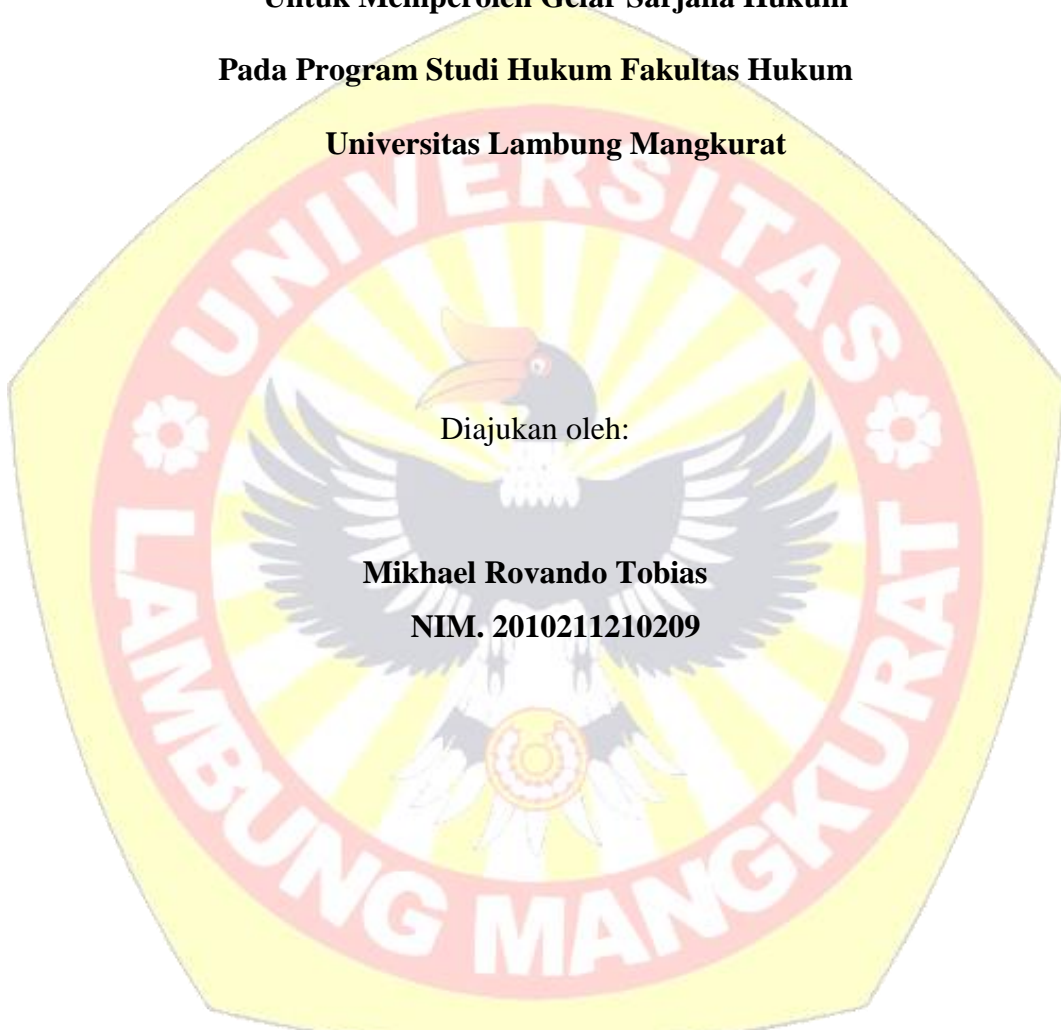 Untuk Memperoleh Gelar Sarjana Hukum
Pada Program Studi Hukum Fakultas Hukum
Universitas Lambung Mangkurat
UNIVERSITAS
Diajukan oleh:
Mikhael Rovando Tobias
NIM. 2010211210209
LAMBUNG MANGKURAT